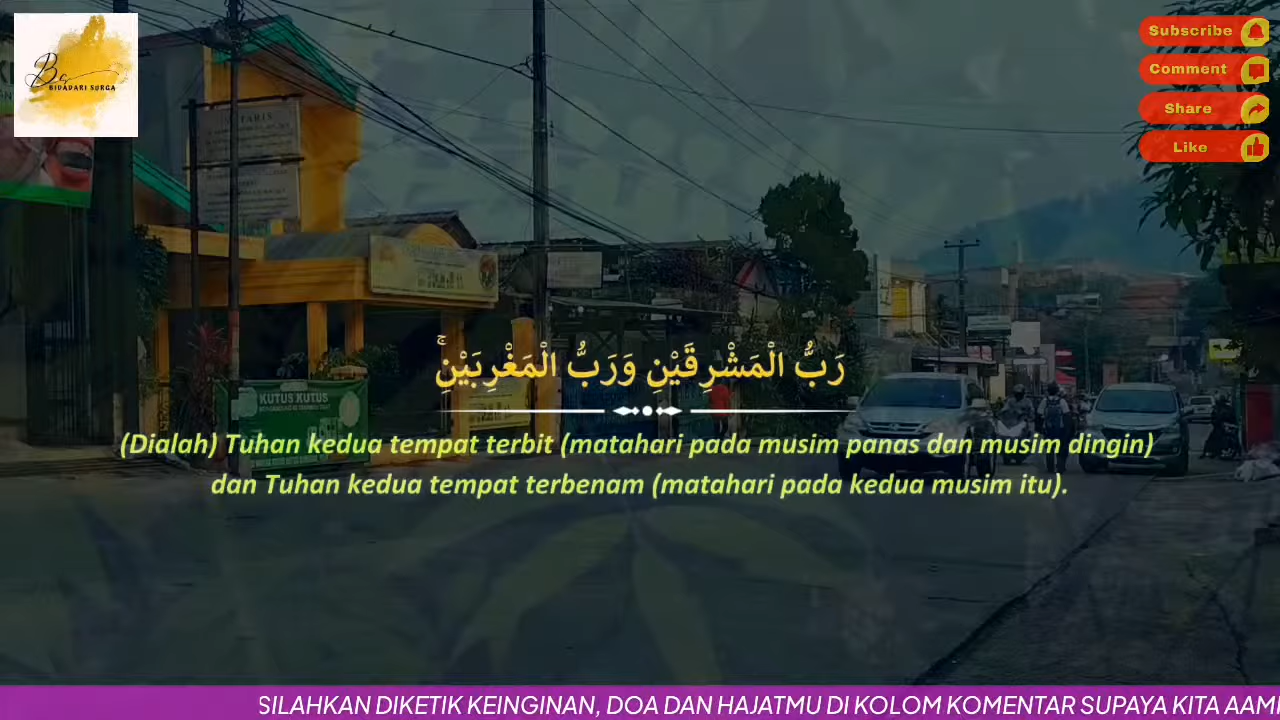 Bs
BIDADARI SURGA
Subscribe
Comment
Share
Like
رَبُّ الْمَشْرِقَيْنِ وَرَبُّ الْمَغْرِبَيْنِۚ
KUTUS KUTUS
(Dialah) Tuhan kedua tempat terbit (matahari pada musim panas dan musim dingin)
dan Tuhan kedua tempat terbenam (matahari pada kedua musim itu).
SILAHKAN DIKETIK KEINGINAN, DOA DAN HAJATMU DI KOLOM KOMENTAR SUPAYA KITA AAMI